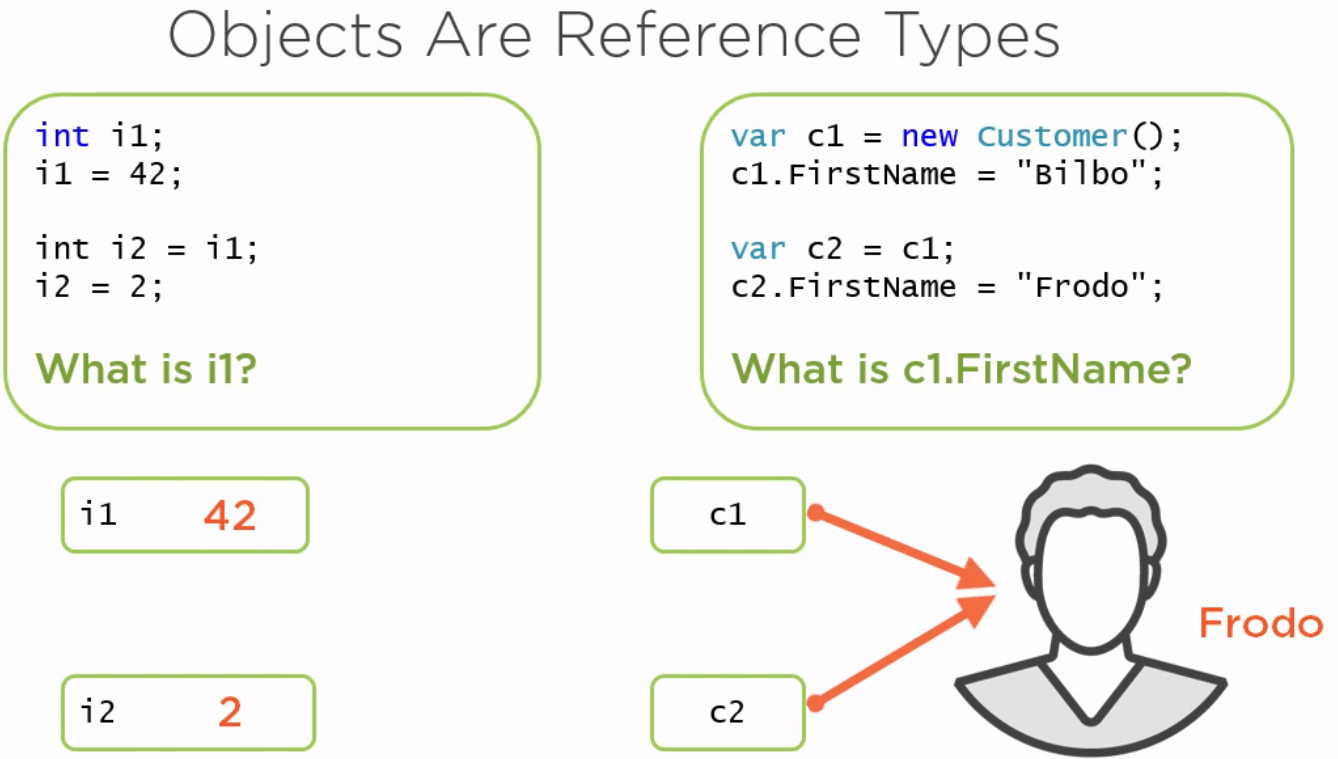 Objects Are Reference Types
int i1;
i1 = 42;
int i2 = i1;
i2 = 2;
What is i1?
var c1 = new Customer();
c1.FirstName = "Bilbo";
var c2 = c1;
c2.FirstName = "Frodo";
What is c1.FirstName?
i1 42
i2 2
c1
c2
Frodo